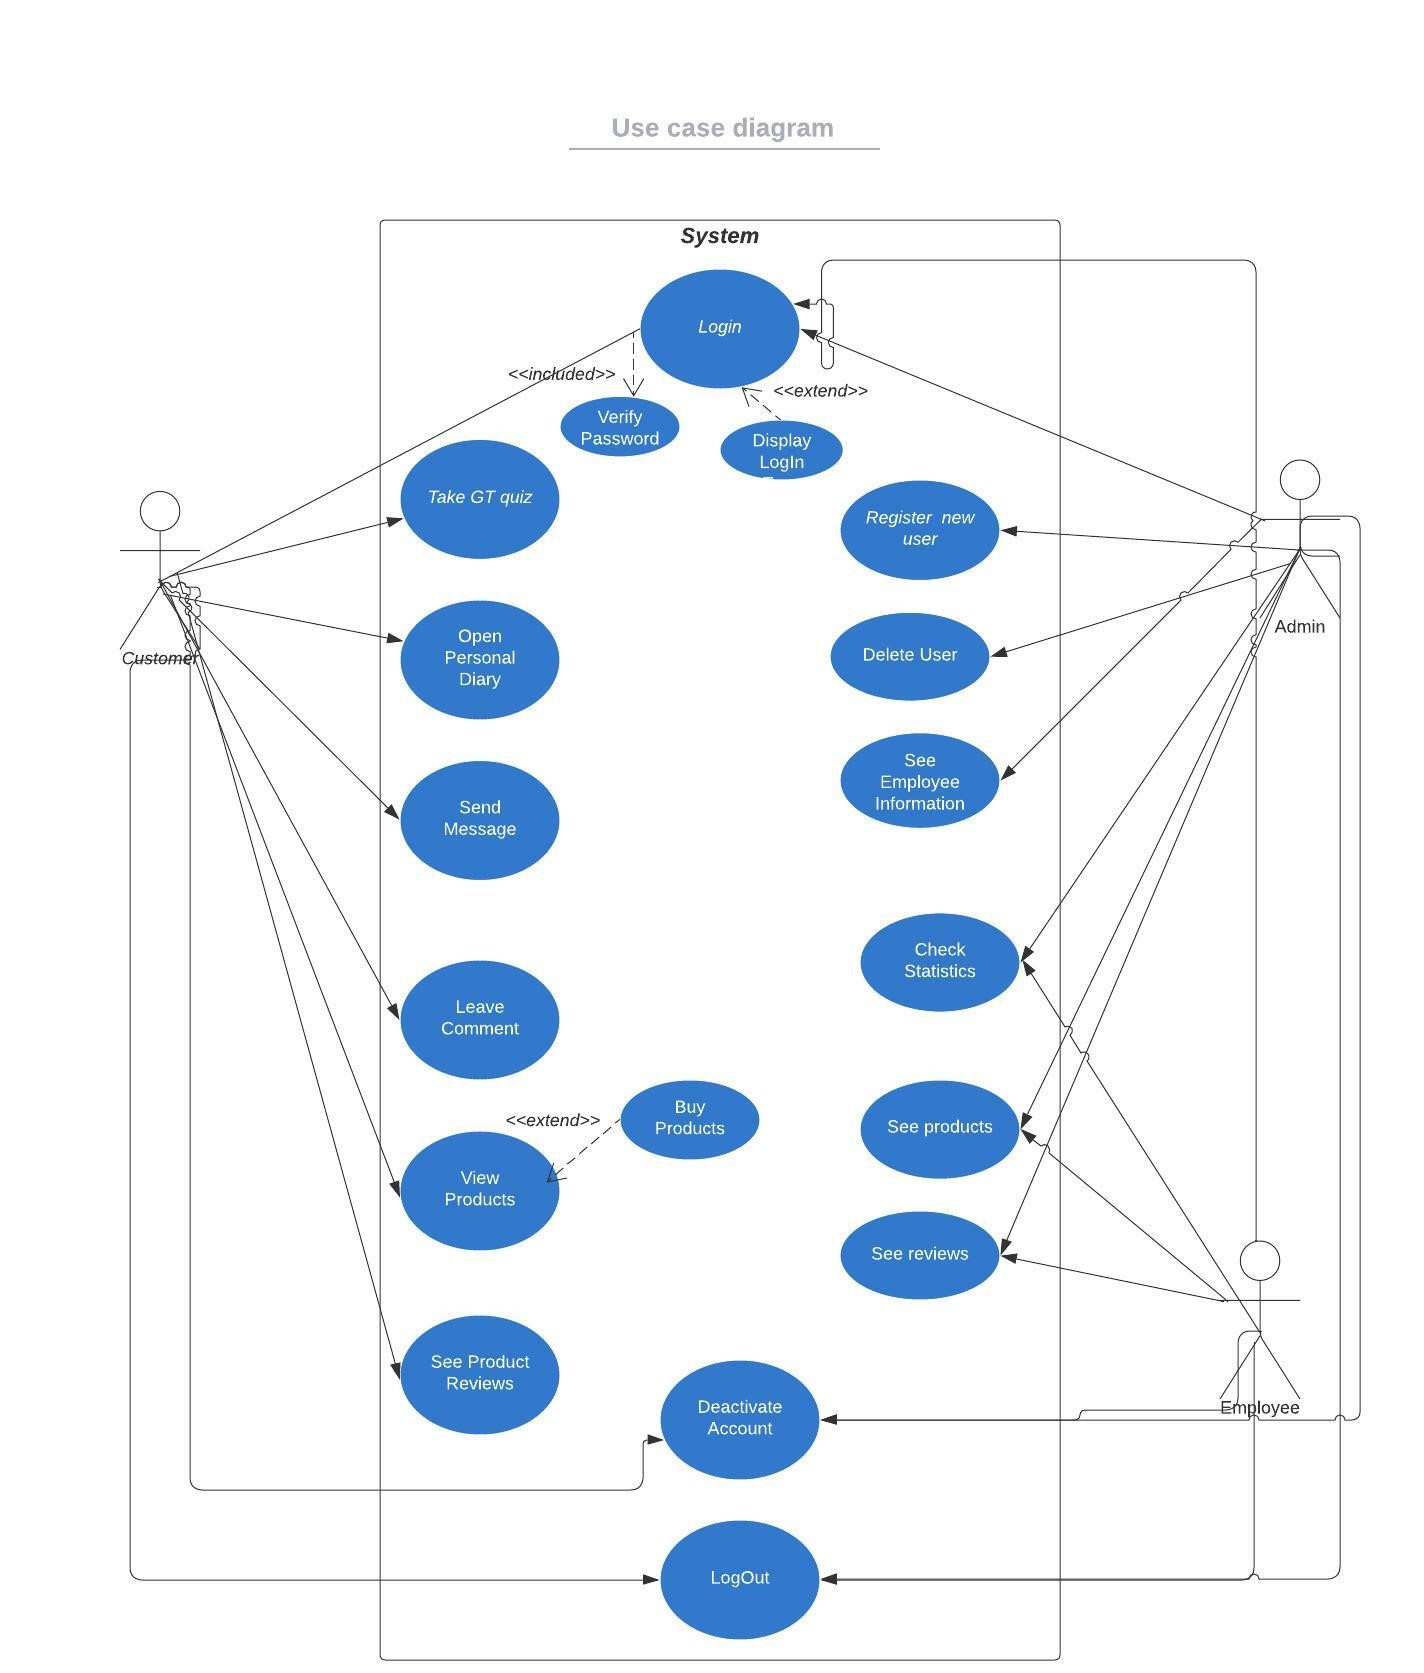 Use case diagram
System
Login
<<included>>
<<extend>>
Verify
Password
Display
LogIn
Take GT quiz
Register new
user
Open
Personal
Diary
Customer
Admin
Delete User
See
Employee
Information
Send
Message
Check
Statistics
Leave
Comment
Buy
Products
<<extend>>
See products
View
Products
See reviews
See Product
Reviews
Deactivate
Account
Employee
LogOut